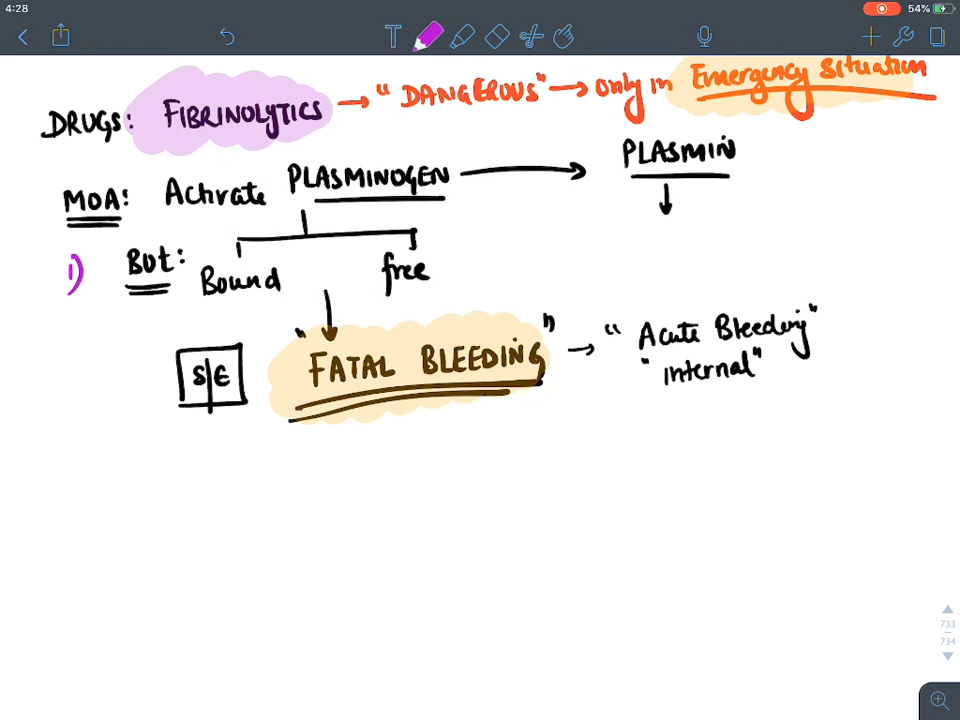 4:28
54%
T
DRUGS: FIBRINOLYTICS → "DANGEROUS" → only in Emergency Situation
MOA: Activate PLASMINOGEN → PLASMIN
1) BUT: Bound free
S|E "FATAL BLEEDING" → "Acute Bleeding"
"internal"
733
734